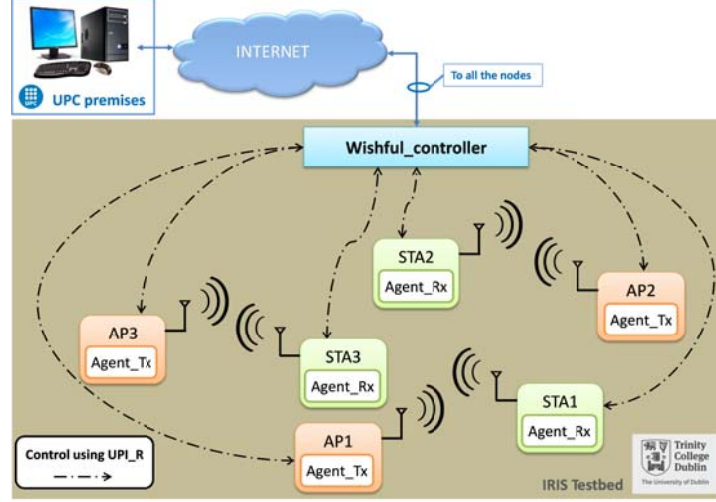 INTERNET
To all the nodes
UPC
UPC premises
Wishful_controller
STA2
Agent_Rx
AP2
Agent_Tx
AP3
Agent_Tx
STA3
Agent_Rx
STA1
Agent_Rx
AP1
Agent_Tx
Control using UPI_R
IRIS Testbed
Trinity
College
Dublin
The University of Dublin